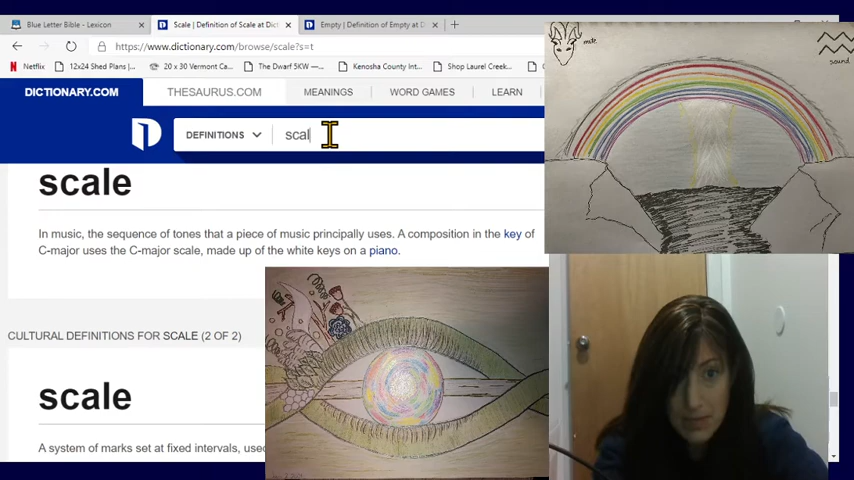 Blue Letter Bible - Lexicon
Scale | Definition of Scale at Dict
Empty | Definition of Empty at D
https://www.dictionary.com/browse/scale?s=t
Netflix
12x24 Shed Plans |...
20 x 30 Vermont Ca...
The Dwarf 5KW –...
Kenosha County Int...
Shop Laurel Creek...
DICTIONARY.COM
THESAURUS.COM
MEANINGS
WORD GAMES
LEARN
DEFINITIONS
scal
scale
In music, the sequence of tones that a piece of music principally uses. A composition in the key of
C-major uses the C-major scale, made up of the white keys on a piano.
CULTURAL DEFINITIONS FOR SCALE (2 OF 2)
scale
A system of marks set at fixed intervals, used
sound